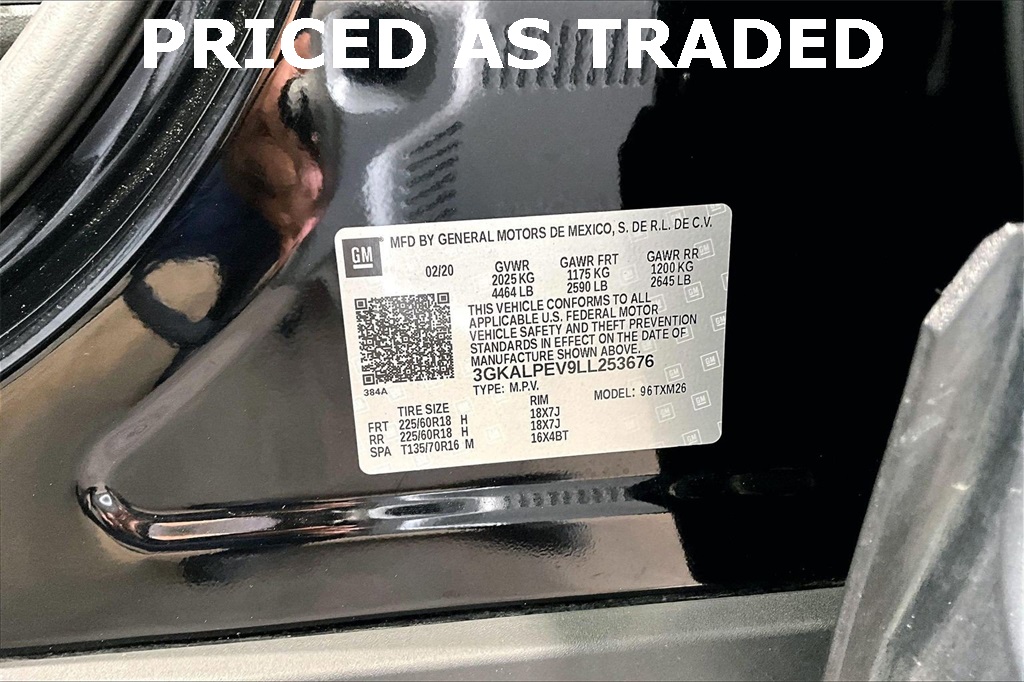 PRICED AS TRADED
GM MFD BY GENERAL MOTORS DE MEXICO, S. DE R.L. DE C.V.
02/20 GVWR GAWR FRT GAWR RR
2025 KG 1175 KG 1200 KG
4464 LB 2590 LB 2645 LB
THIS VEHICLE CONFORMS TO ALL
APPLICABLE U.S. FEDERAL MOTOR
VEHICLE SAFETY AND THEFT PREVENTION
STANDARDS IN EFFECT ON THE DATE OF
MANUFACTURE SHOWN ABOVE.
3GKALPEV9LL253676
384A TYPE: M.P.V. MODEL: 96TXM26
TIRE SIZE RIM
FRT 225/60R18 H 18X7J
RR 225/60R18 H 18X7J
SPA T135/70R16 M 16X4BT